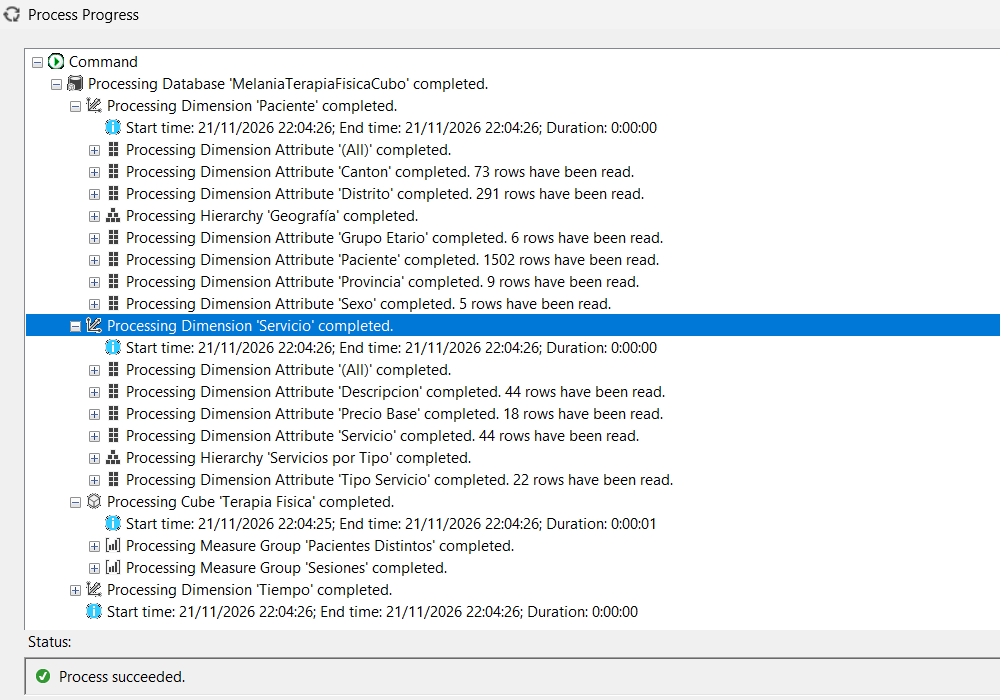 Process Progress
Command
Processing Database 'MelaniaTerapiaFisicaCubo' completed.
Processing Dimension 'Paciente' completed.
Start time: 21/11/2026 22:04:26; End time: 21/11/2026 22:04:26; Duration: 0:00:00
Processing Dimension Attribute '(All)' completed.
Processing Dimension Attribute 'Canton' completed. 73 rows have been read.
Processing Dimension Attribute 'Distrito' completed. 291 rows have been read.
Processing Hierarchy 'Geografía' completed.
Processing Dimension Attribute 'Grupo Etario' completed. 6 rows have been read.
Processing Dimension Attribute 'Paciente' completed. 1502 rows have been read.
Processing Dimension Attribute 'Provincia' completed. 9 rows have been read.
Processing Dimension Attribute 'Sexo' completed. 5 rows have been read.
Processing Dimension 'Servicio' completed.
Start time: 21/11/2026 22:04:26; End time: 21/11/2026 22:04:26; Duration: 0:00:00
Processing Dimension Attribute '(All)' completed.
Processing Dimension Attribute 'Descripcion' completed. 44 rows have been read.
Processing Dimension Attribute 'Precio Base' completed. 18 rows have been read.
Processing Dimension Attribute 'Servicio' completed. 44 rows have been read.
Processing Hierarchy 'Servicios por Tipo' completed.
Processing Dimension Attribute 'Tipo Servicio' completed. 22 rows have been read.
Processing Cube 'Terapia Fisica' completed.
Start time: 21/11/2026 22:04:25; End time: 21/11/2026 22:04:26; Duration: 0:00:01
Processing Measure Group 'Pacientes Distintos' completed.
Processing Measure Group 'Sesiones' completed.
Processing Dimension 'Tiempo' completed.
Start time: 21/11/2026 22:04:26; End time: 21/11/2026 22:04:26; Duration: 0:00:00
Status:
Process succeeded.